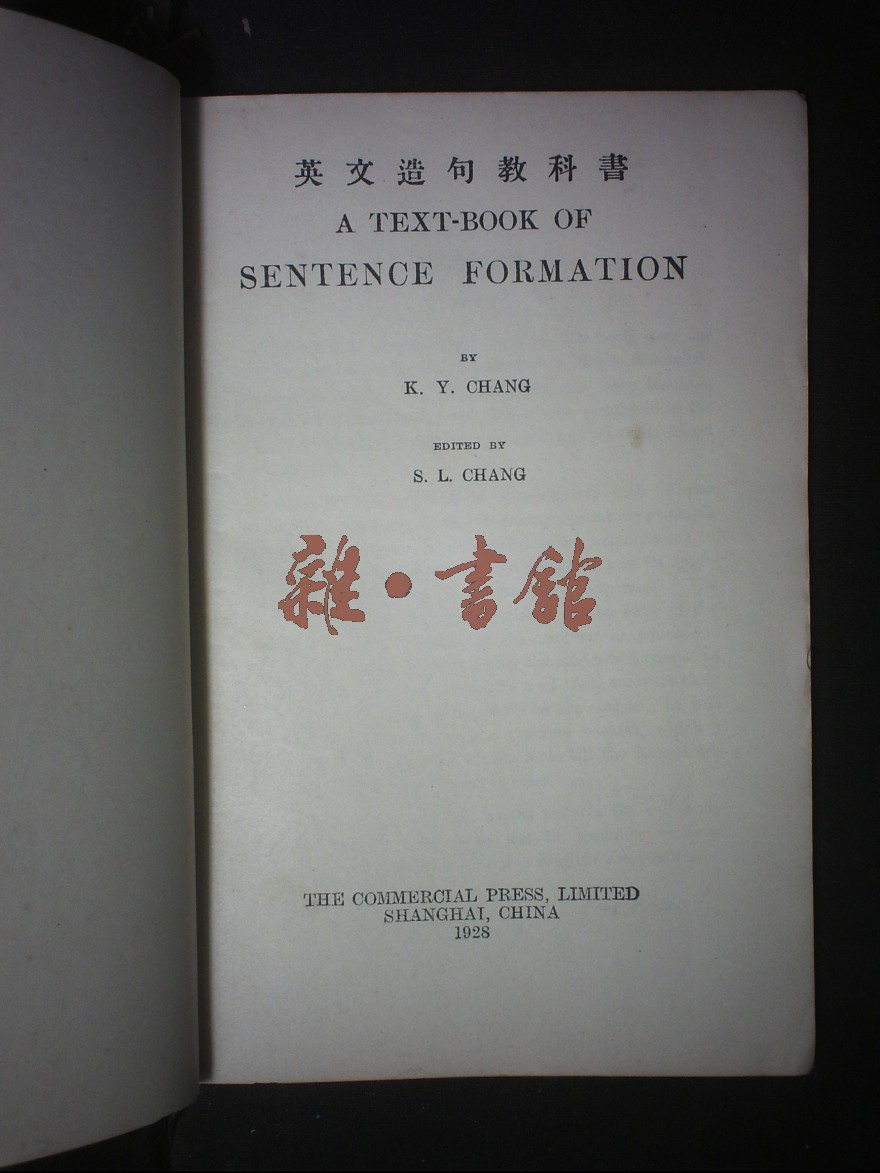 英文造句教科書
A TEXT-BOOK OF
SENTENCE FORMATION
BY
K. Y. CHANG
EDITED BY
S. L. CHANG
雜•書館
THE COMMERCIAL PRESS, LIMITED
SHANGHAI, CHINA
1928